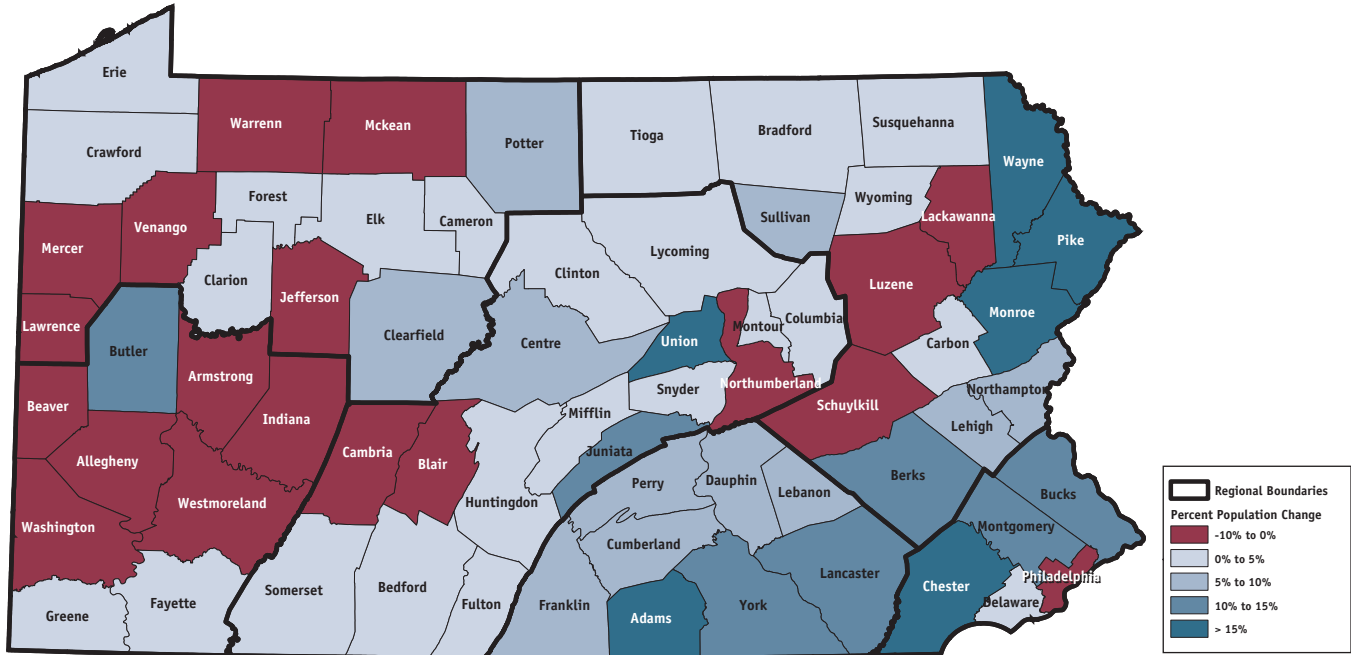 Erie
Warrenn
Mckean
Potter
Tioga
Bradford
Susquehanna
Wayne
Crawford
Forest
Elk
Cameron
Sullivan
Wyoming
Lackawanna
Pike
Mercer
Venango
Clarion
Jefferson
Clinton
Lycoming
Luzene
Monroe
Lawrence
Butler
Clearfield
Centre
Union
Montour
Columbia
Carbon
Armstrong
Beaver
Indiana
Snyder
Northumberland
Schuylkill
Northampton
Lehigh
Allegheny
Cambria
Blair
Mifflin
Juniata
Westmoreland
Huntingdon
Perry
Dauphin
Lebanon
Berks
Bucks
Washington
Cumberland
Montgomery
Philadelphia
Greene
Fayette
Somerset
Bedford
Fulton
Franklin
Adams
York
Lancaster
Chester
Delaware
Regional Boundaries
Percent Population Change
-10% to 0%
0% to 5%
5% to 10%
10% to 15%
> 15%